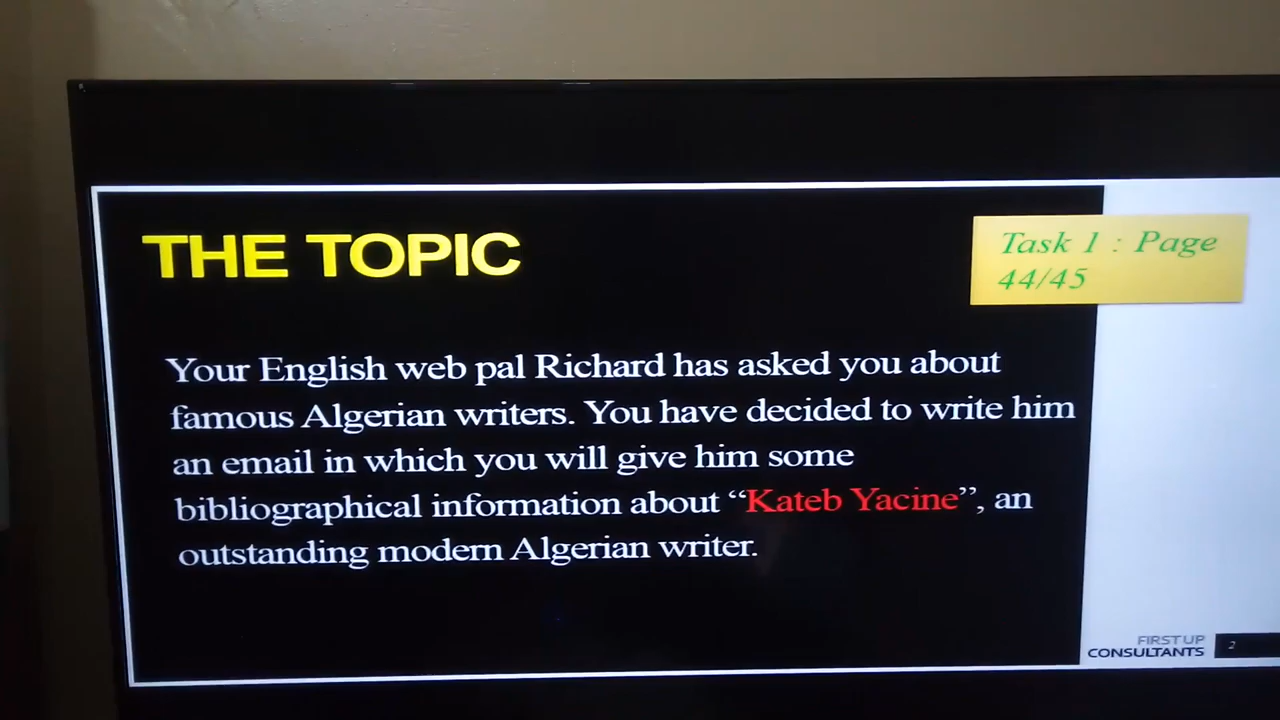 THE TOPIC
Task 1 : Page
44/45
Your English web pal Richard has asked you about
famous Algerian writers. You have decided to write him
an email in which you will give him some
bibliographical information about “Kateb Yacine”, an
outstanding modern Algerian writer.
FIRST UP
CONSULTANTS
2